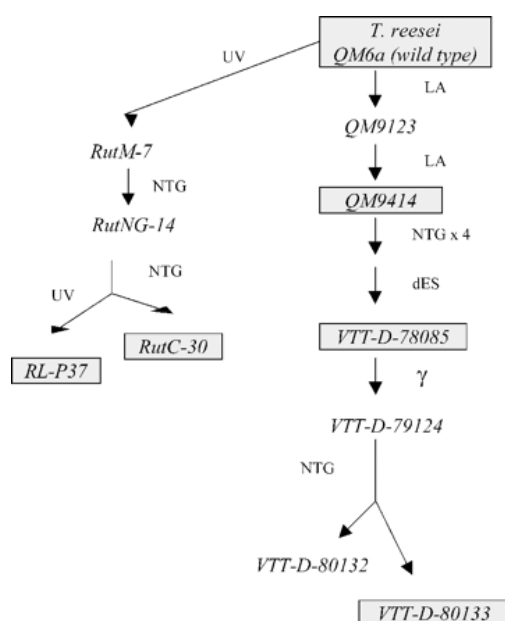 T. reesei
QM6a (wild type)
UV
LA
QM9123
RutM-7
LA
NTG
QM9414
RutNG-14
NTG x 4
NTG
dES
UV
RutC-30
VTT-D-78085
RL-P37
γ
VTT-D-79124
NTG
VTT-D-80132
VTT-D-80133